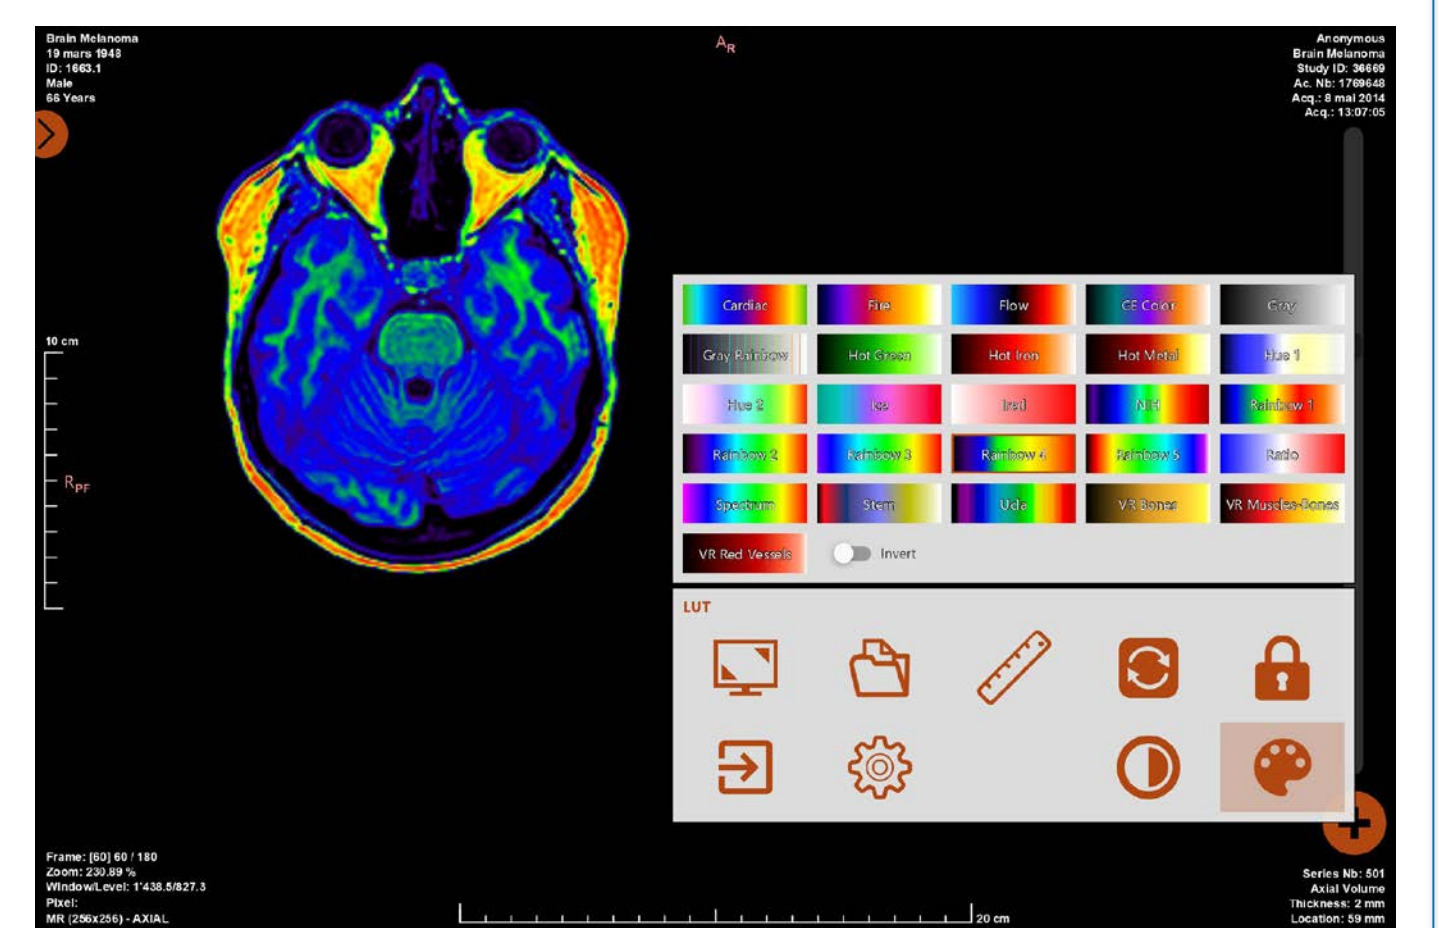 Brain Melanoma
19 mars 1948
ID: 1663.1
Male
66 Years
A R
Anonymous
Brain Melanoma
Study ID: 36669
Ac. Nb: 1769648
Acq.: 8 mai 2014
Acq.: 13:07:05
10 cm
R PF
Cardiac Fire Flow GE Color Gray
Gray Rainbow Hot Green Hot Iron Hot Metal Hue 1
Hue 2 Ice Ired NIH Rainbow 1
Rainbow 2 Rainbow 3 Rainbow 4 Rainbow 5 Ratio
Spectrum Stern Ucla VR Bones VR Muscles-Bones
VR Red Vessels Invert
LUT
Frame: [60] 60 / 180
Zoom: 230.89 %
Window/Level: 1'438.5/827.3
Pixel:
MR (256x256) - AXIAL
20 cm
Series Nb: 501
Axial Volume
Thickness: 2 mm
Location: 59 mm